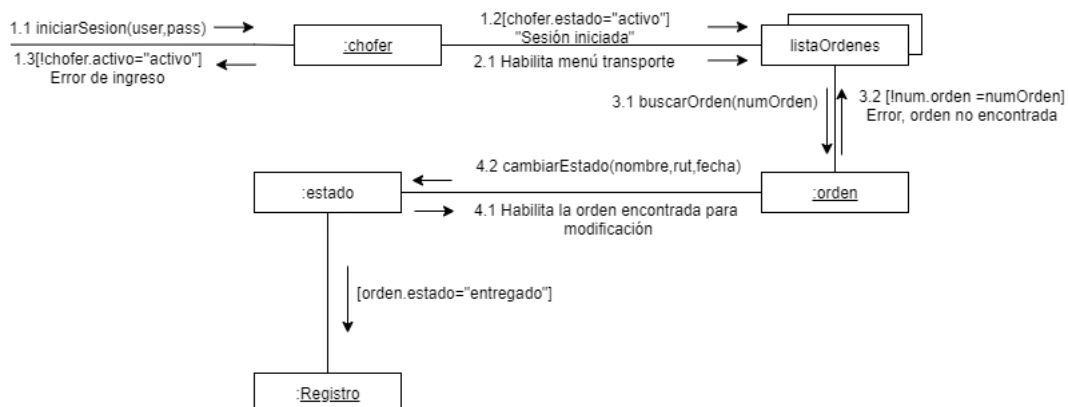 1.1 iniciarSesion(user,pass)
1.3[!chofer.activo="activo"]
Error de ingreso
:chofer
1.2[chofer.estado="activo"]
"Sesión iniciada"
2.1 Habilita menú transporte
listaOrdenes
3.1 buscarOrden(numOrden)
3.2 [!num.orden =numOrden]
Error, orden no encontrada
:estado
4.2 cambiarEstado(nombre,rut,fecha)
4.1 Habilita la orden encontrada para
modificación
:orden
[orden.estado="entregado"]
:Registro